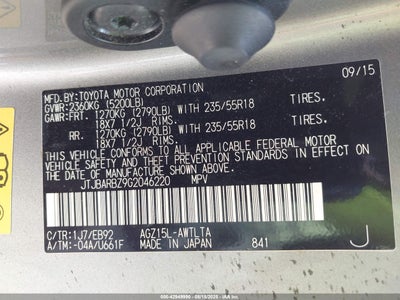 MFD.BY:TOYOTA MOTOR CORPORATION 09/15
GVWR:2360KG (5200LB)
GAWR:FRT. 1270KG (2790LB) WITH 235/55R18 TIRES.
18X7 1/2J RIMS.
RR. 1270KG (2790LB) WITH 235/55R18 TIRES.
18X7 1/2J RIMS.
THIS VEHICLE CONFORMS TO ALL APPLICABLE FEDERAL MOTOR
VEHICLE SAFETY AND THEFT PREVENTION STANDARDS IN EFFECT
ON THE DATE OF MANUFACTURE SHOWN ABOVE.
JTJBARBZ9G2046220 MPV
C/TR:1J7/EB92 AGZ15L-AWTLTA
A/TM:-04A/U661F MADE IN JAPAN 841 J